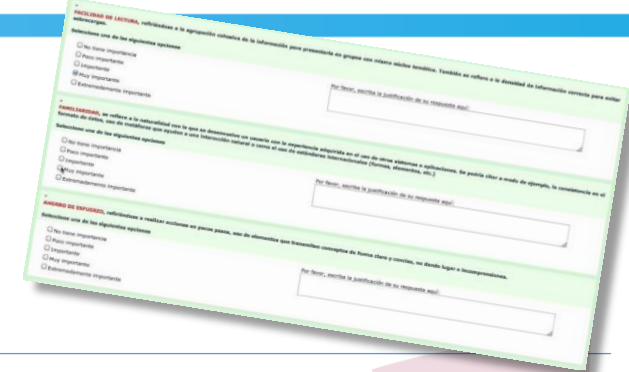 *
FACILIDAD DE LECTURA, refiriéndose a la agrupación cohesiva de la información para presentarla en grupos con mismo núcleo temático. También se refiere a la densidad de información correcta para evitar
sobrecargas.
Seleccione una de las siguientes opciones
No tiene importancia
Poco importante
Importante
Muy importante
Extremadamente importante
Por favor, escriba la justificación de su respuesta aquí:
*
FAMILIARIDAD, se refiere a la naturalidad con la que se desenvuelve un usuario con la experiencia adquirida en el uso de otros sistemas o aplicaciones. Se podría citar a modo de ejemplo, la consistencia en el
formato de datos, uso de metáforas que ayuden a una interacción natural o como el uso de estándares internacionales (formas, elementos, etc.)
Seleccione una de las siguientes opciones
No tiene importancia
Poco importante
Importante
Muy importante
Extremadamente importante
Por favor, escriba la justificación de su respuesta aquí:
*
AHORRO DE ESFUERZO, refiriéndose a realizar acciones en pocos pasos, uso de elementos que transmitan conceptos de forma clara y concisa, no dando lugar a incomprensiones.
Seleccione una de las siguientes opciones
No tiene importancia
Poco importante
Importante
Muy importante
Extremadamente importante
Por favor, escriba la justificación de su respuesta aquí: